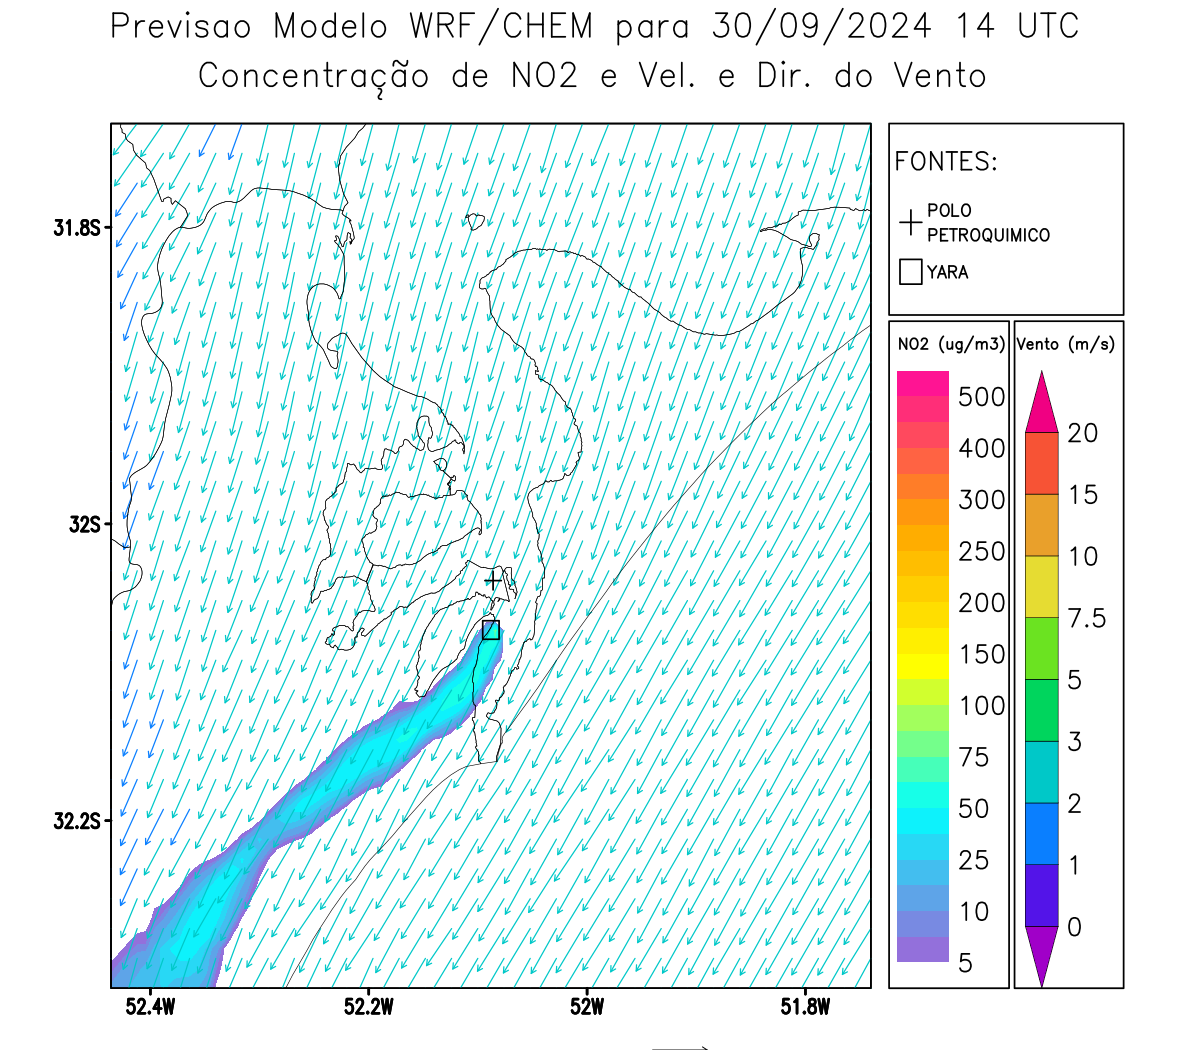 Previsao Modelo WRF/CHEM para 30/09/2024 14 UTC
Concentração de NO2 e Vel. e Dir. do Vento
FONTES:
POLO
PETROQUIMICO
YARA
31.8S
32S
32.2S
52.4W
52.2W
52W
51.8W
NO2 (ug/m3)
500
400
300
250
200
150
100
75
50
25
10
5
Vento (m/s)
20
15
10
7.5
5
3
2
1
0